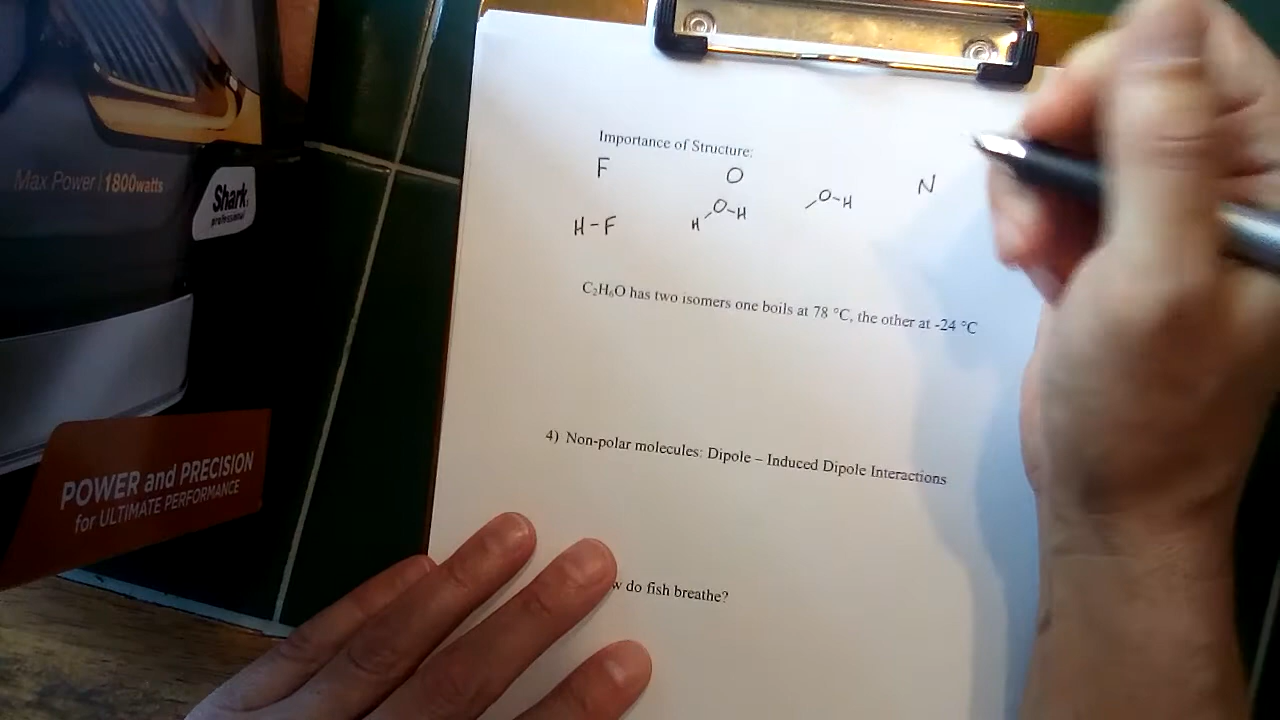 Max Power | 1800watts
Shark
professional
POWER and PRECISION
for ULTIMATE PERFORMANCE
Importance of Structure:
F O N
O-H
H-F H O-H
C₂H₆O has two isomers one boils at 78 °C, the other at -24 °C
4) Non-polar molecules: Dipole – Induced Dipole Interactions
do fish breathe?